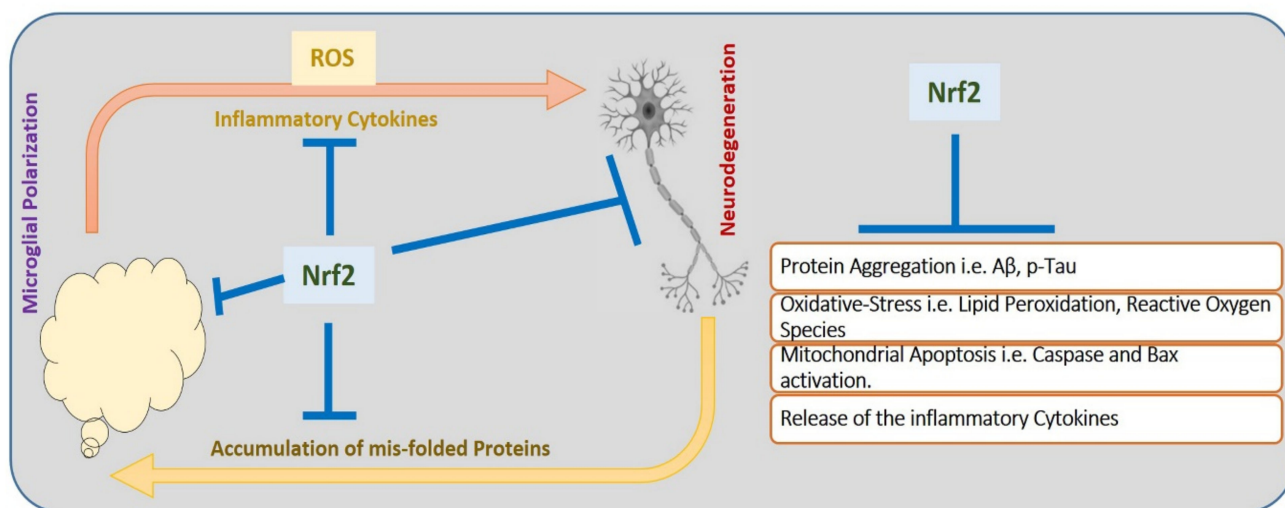 Microglial Polarization
ROS
Inflammatory Cytokines
Nrf2
Accumulation of mis-folded Proteins
Neurodegeneration
Nrf2
Protein Aggregation i.e. Aβ, p-Tau
Oxidative-Stress i.e. Lipid Peroxidation, Reactive Oxygen
Species
Mitochondrial Apoptosis i.e. Caspase and Bax
activation.
Release of the inflammatory Cytokines